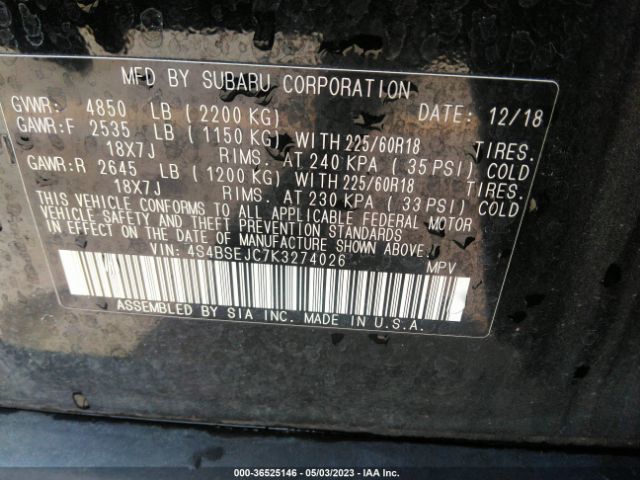 MFD BY SUBARU CORPORATION
GVWR: 4850 LB (2200 KG) DATE: 12/18
GAWR:F 2535 LB (1150 KG) WITH 225/60R18 TIRES.
18X7J RIMS. AT 240 KPA (35 PSI) COLD
GAWR:R 2645 LB (1200 KG) WITH 225/60R18 TIRES.
18X7J RIMS. AT 230 KPA (33 PSI) COLD
THIS VEHICLE CONFORMS TO ALL APPLICABLE FEDERAL MOTOR
VEHICLE SAFETY AND THEFT PREVENTION STANDARDS
IN EFFECT ON THE DATE OF MANUFACTURE SHOWN ABOVE.
VIN: 4S4BSEJC7K3274026 MPV
ASSEMBLED BY SIA INC. MADE IN U.S.A.
000-36525146 - 05/03/2023 - IAA Inc.